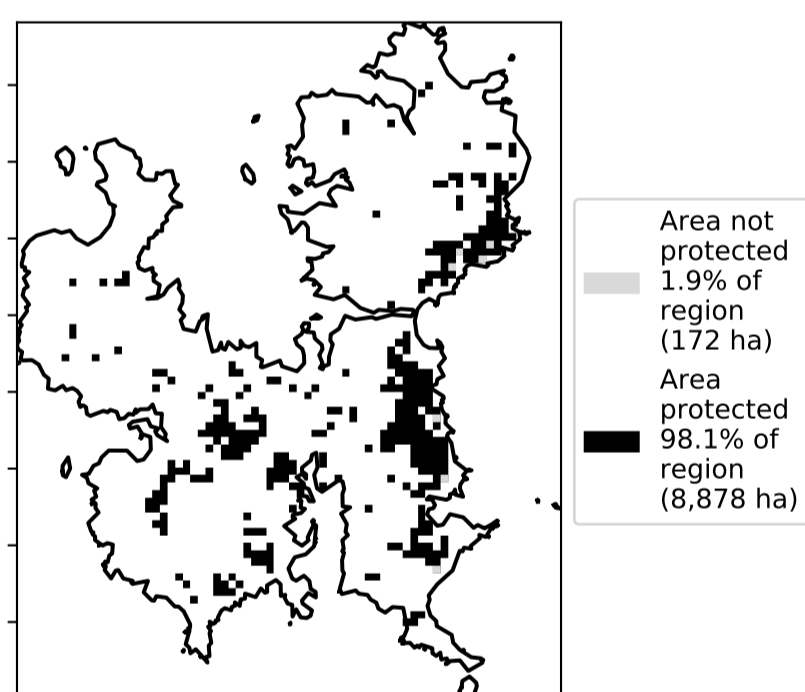 Area not
protected
1.9% of
region
(172 ha)
Area
protected
98.1% of
region
(8,878 ha)